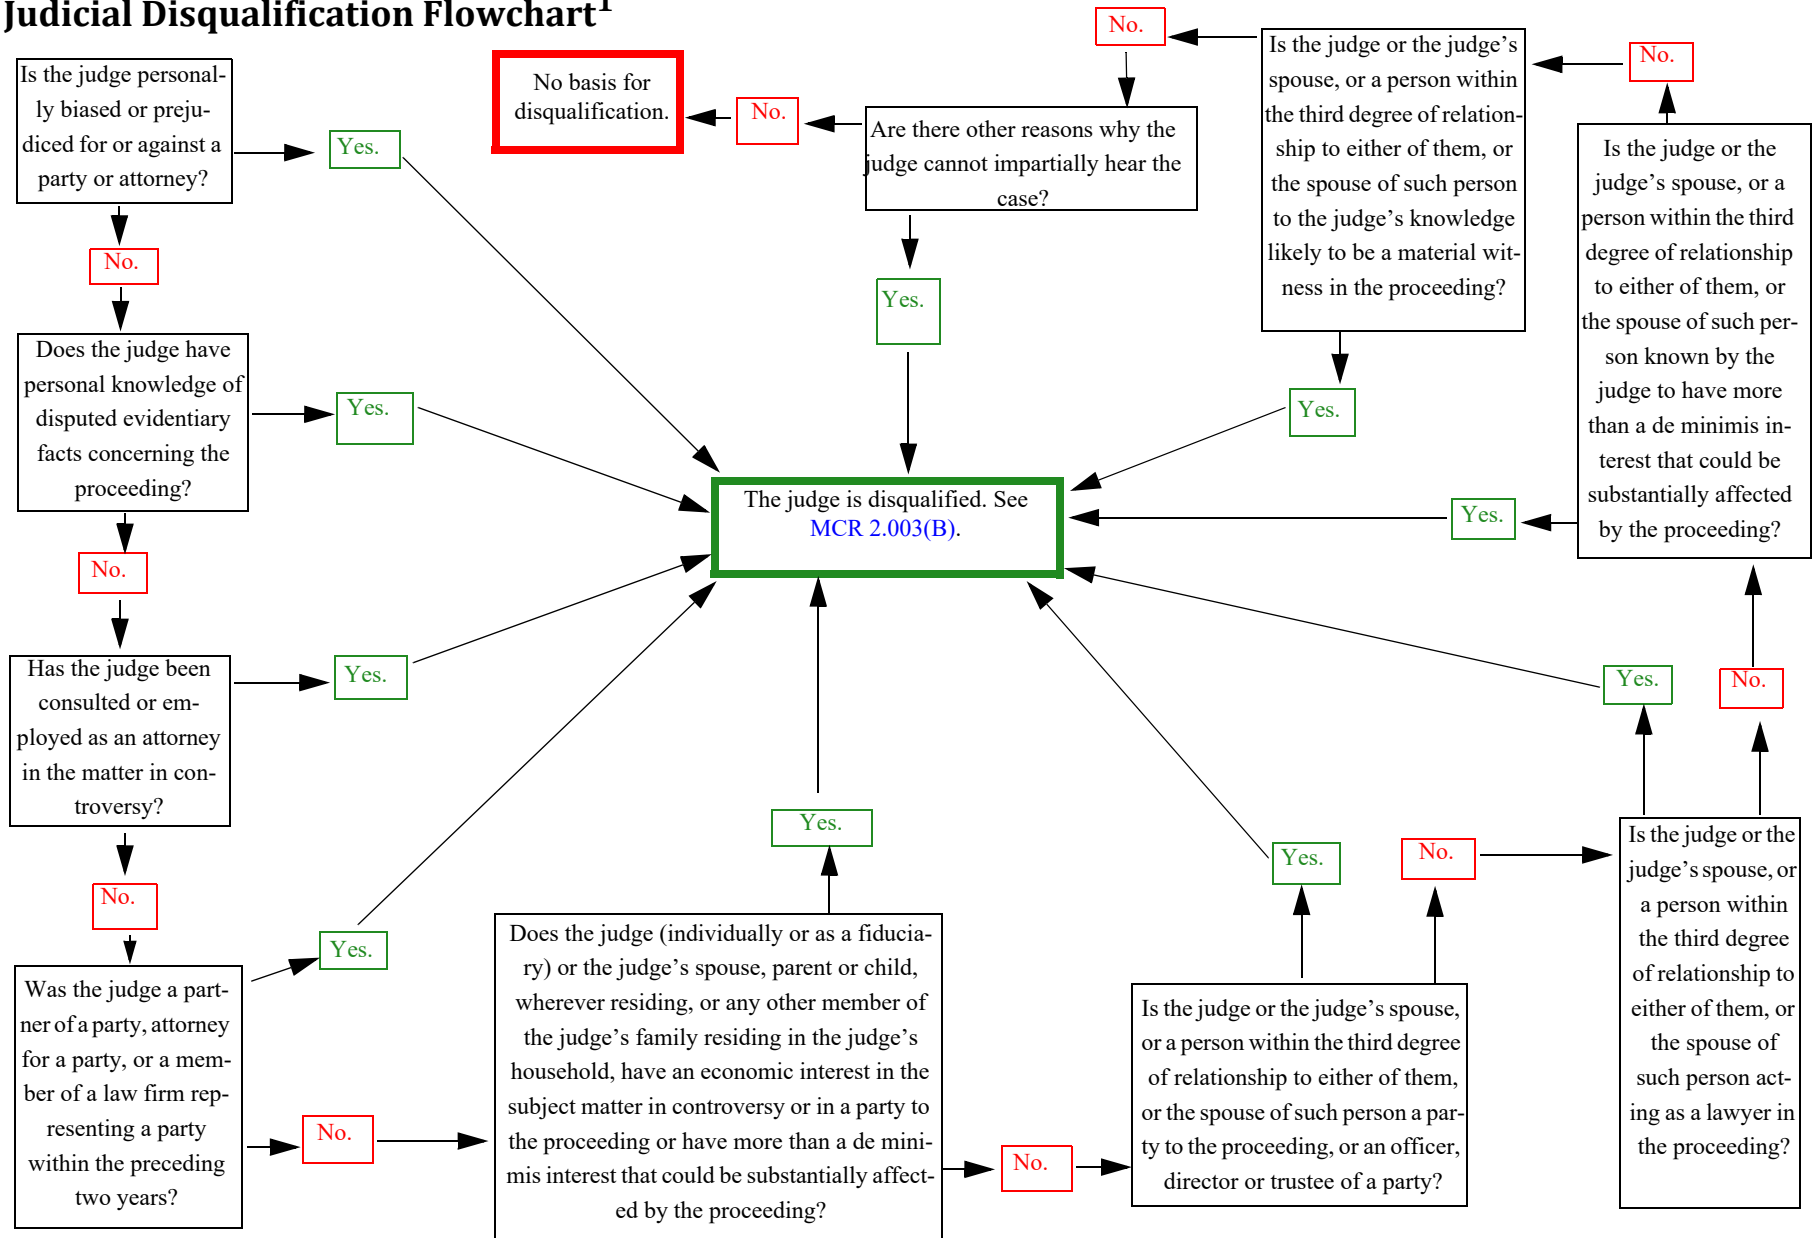 Judicial Disqualification Flowchart¹
Is the judge personal-
ly biased or preju-
diced for or against a
party or attorney?
Yes.
No.
Does the judge have
personal knowledge of
disputed evidentiary
facts concerning the
proceeding?
Yes.
No.
Has the judge been
consulted or em-
ployed as an attorney
in the matter in con-
troversy?
Yes.
No.
Was the judge a part-
ner of a party, attorney
for a party, or a mem-
ber of a law firm rep-
resenting a party
within the preceding
two years?
Yes.
No.
Does the judge (individually or as a fiducia-
ry) or the judge’s spouse, parent or child,
wherever residing, or any other member of
the judge’s family residing in the judge’s
household, have an economic interest in the
subject matter in controversy or in a party to
the proceeding or have more than a de mini-
mis interest that could be substantially affect-
ed by the proceeding?
Yes.
No.
Is the judge or the judge’s spouse,
or a person within the third degree
of relationship to either of them,
or the spouse of such person a par-
ty to the proceeding, or an officer,
director or trustee of a party?
Yes.
No.
Is the judge or the
judge’s spouse, or
a person within
the third degree
of relationship to
either of them, or
the spouse of
such person act-
ing as a lawyer in
the proceeding?
Yes.
No.
Is the judge or the
judge’s spouse, or a
person within the third
degree of relationship
to either of them, or
the spouse of such per-
son known by the
judge to have more
than a de minimis in-
terest that could be
substantially affected
by the proceeding?
Yes.
No.
Is the judge or the judge’s
spouse, or a person within
the third degree of relation-
ship to either of them, or
the spouse of such person
to the judge’s knowledge
likely to be a material wit-
ness in the proceeding?
Yes.
No.
Are there other reasons why the
judge cannot impartially hear the
case?
Yes.
No.
No basis for
disqualification.
The judge is disqualified. See
MCR 2.003(B).